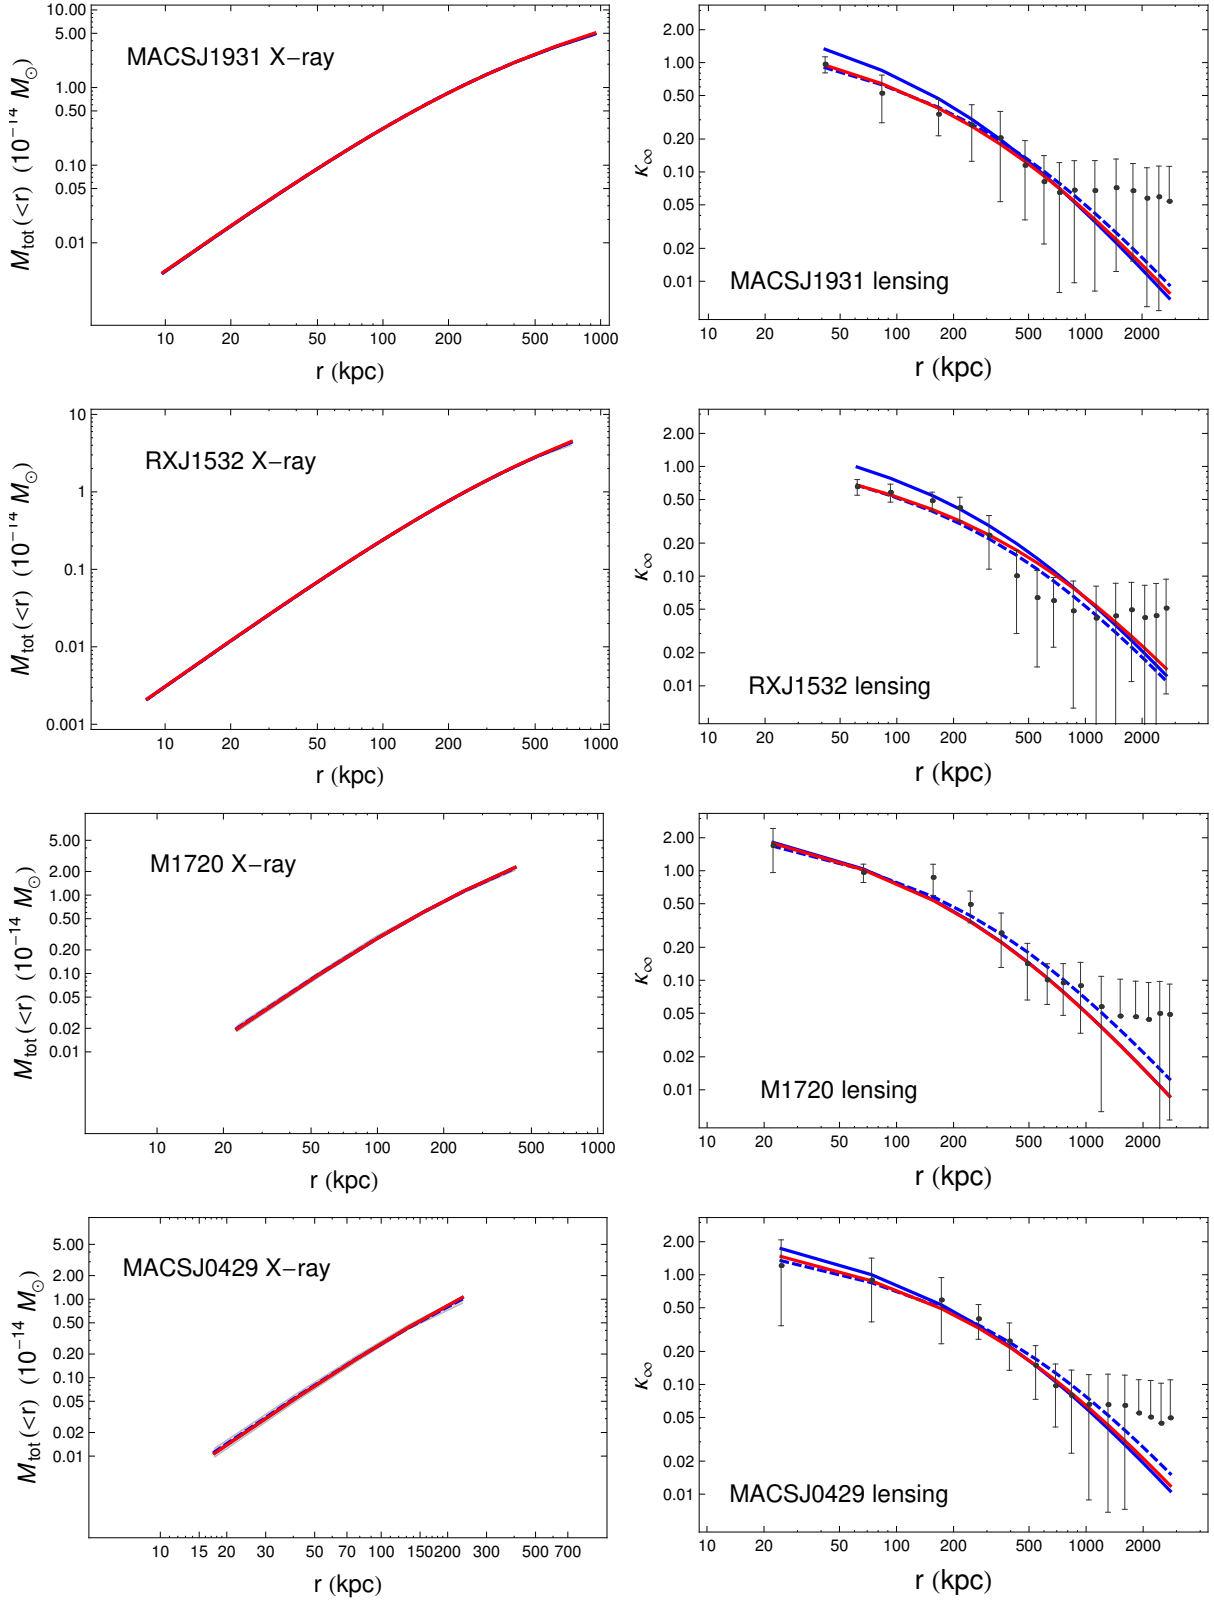 10.00
5.00
1.00
0.50
0.10
0.05
0.01
M_tot(<r) (10^-14 M_⊙)
MACSJ1931 X-ray
10 20 50 100 200 500 1000
r (kpc)
2.00
1.00
0.50
0.20
0.10
0.05
0.02
0.01
κ_∞
MACSJ1931 lensing
10 20 50 100 200 500 1000 2000
r (kpc)
10
1
0.1
0.01
0.001
M_tot(<r) (10^-14 M_⊙)
RXJ1532 X-ray
10 20 50 100 200 500 1000
r (kpc)
2.00
1.00
0.50
0.20
0.10
0.05
0.02
0.01
κ_∞
RXJ1532 lensing
10 20 50 100 200 500 1000 2000
r (kpc)
5.00
2.00
1.00
0.50
0.20
0.10
0.05
0.02
0.01
M_tot(<r) (10^-14 M_⊙)
M1720 X-ray
10 20 50 100 200 500 1000
r (kpc)
2.00
1.00
0.50
0.20
0.10
0.05
0.02
0.01
κ_∞
M1720 lensing
10 20 50 100 200 500 1000 2000
r (kpc)
5.00
2.00
1.00
0.50
0.20
0.10
0.05
0.02
0.01
M_tot(<r) (10^-14 M_⊙)
MACSJ0429 X-ray
10 15 20 30 50 70 100 150 200 300 500 700
r (kpc)
2.00
1.00
0.50
0.20
0.10
0.05
0.02
0.01
κ_∞
MACSJ0429 lensing
10 20 50 100 200 500 1000 2000
r (kpc)